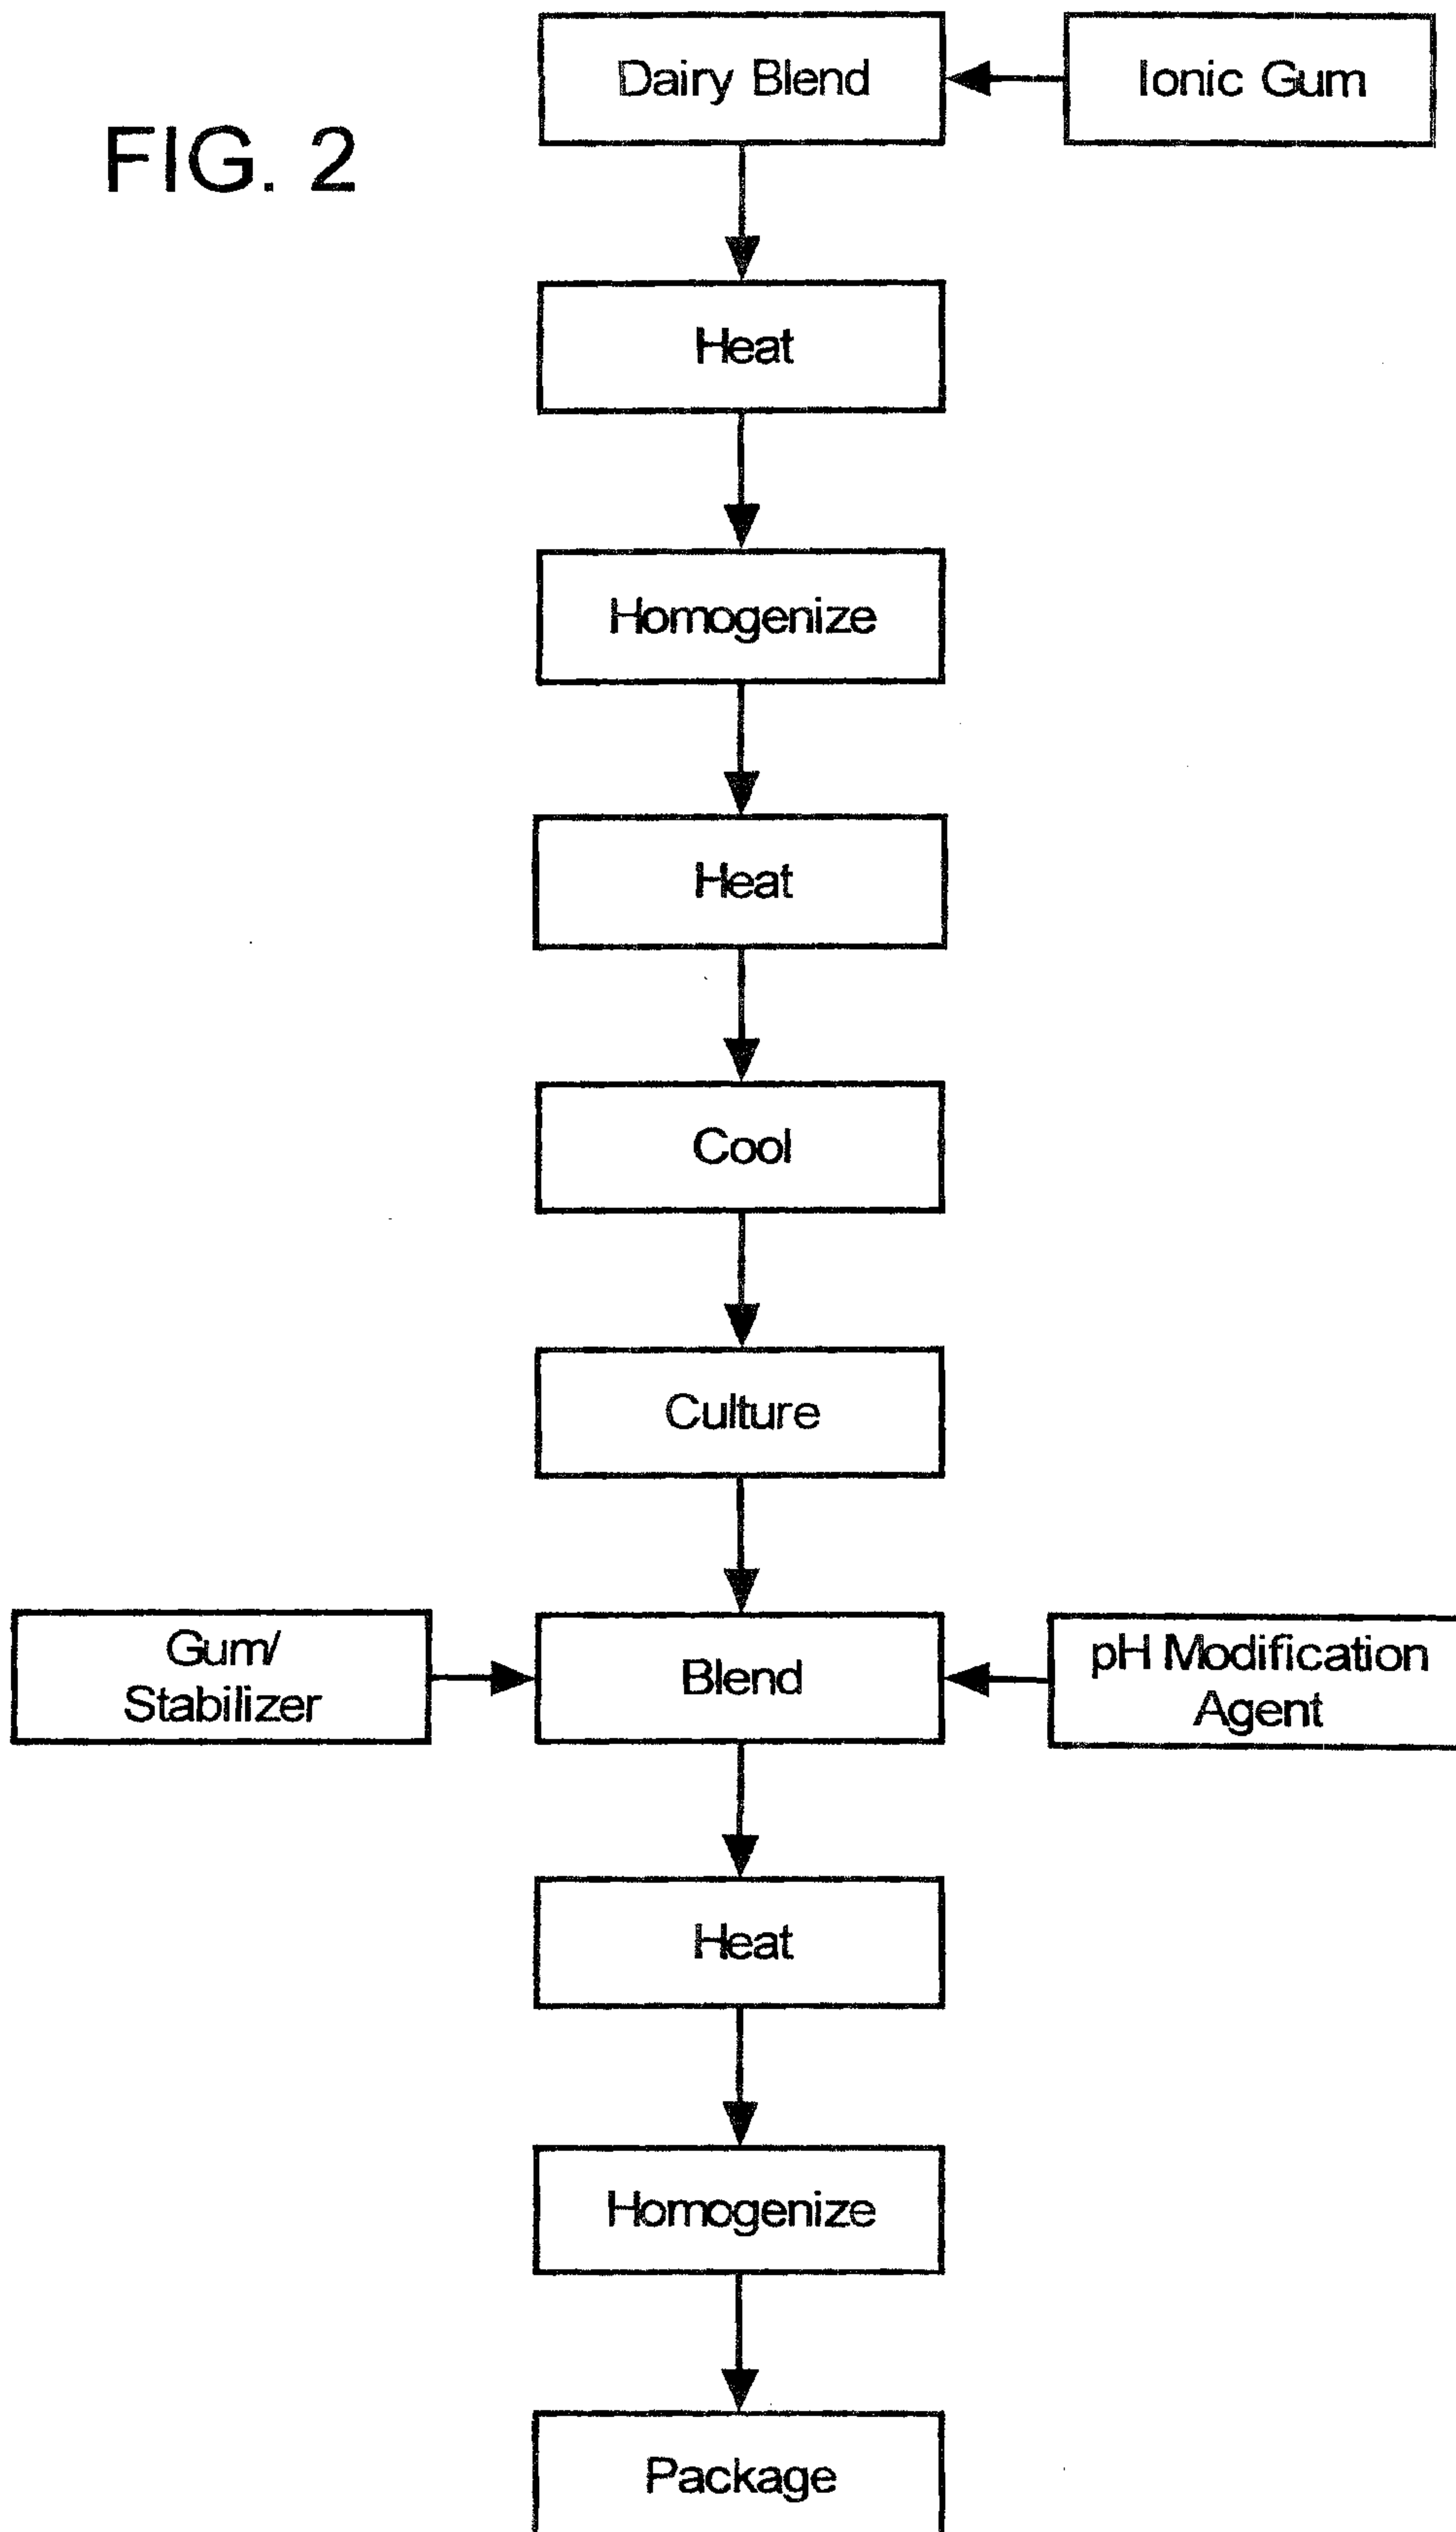 FIG. 2
Dairy Blend
Ionic Gum
Heat
Homogenize
Heat
Cool
Culture
Gum/
Stabilizer
Blend
pH Modification
Agent
Heat
Homogenize
Package